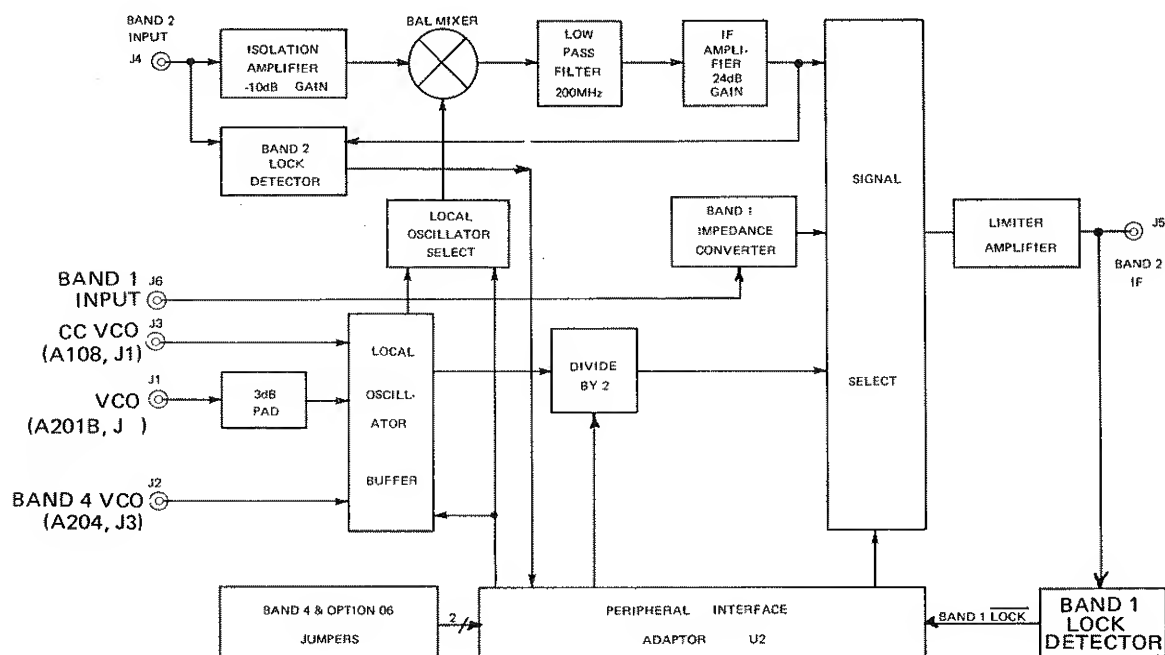 BAND 2
INPUT
J4
ISOLATION
AMPLIFIER
-10dB GAIN
BAL MIXER
LOW
PASS
FILTER
200MHz
IF
AMPLI-
FIER
24dB
GAIN
BAND 2
LOCK
DETECTOR
LOCAL
OSCILLATOR
SELECT
BAND 1
IMPEDANCE
CONVERTER
SIGNAL
SELECT
LIMITER
AMPLIFIER
J5
BAND 2
IF
BAND 1
INPUT
J6
CC VCO
(A108, J1)
J3
VCO
(A201B, J )
J1
3dB
PAD
BAND 4 VCO
(A204, J3)
J2
LOCAL
OSCILL-
ATOR
BUFFER
DIVIDE
BY 2
BAND 4 & OPTION 06
JUMPERS
2
PERIPHERAL INTERFACE
ADAPTOR U2
BAND 1 LOCK
BAND 1
LOCK
DETECTOR